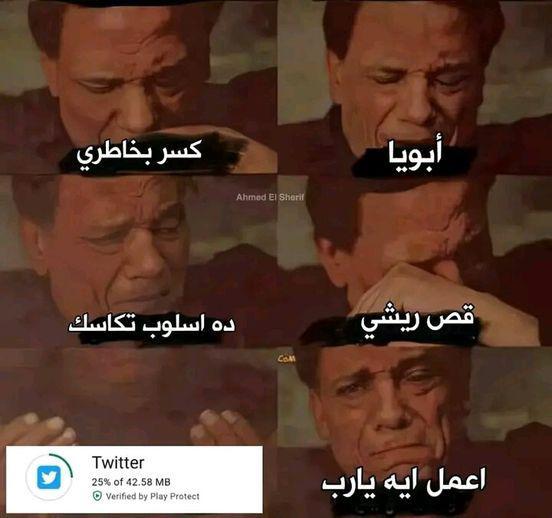 أبويا
كسر بخاطري
Ahmed El Sherif
قص ريشي
ده اسلوب تكاسك
COM
اعمل ايه يارب
Twitter
25% of 42.58 MB
Verified by Play Protect